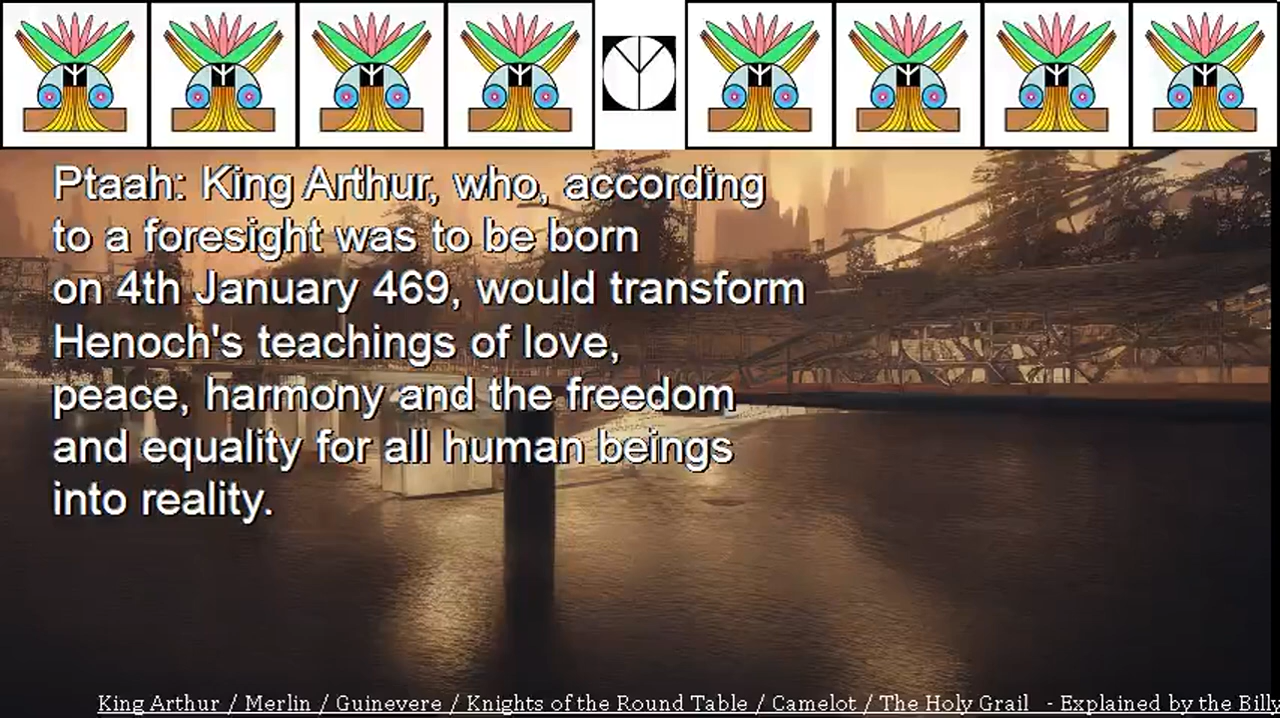 Ptaah: King Arthur, who, according
to a foresight was to be born
on 4th January 469, would transform
Henoch's teachings of love,
peace, harmony and the freedom
and equality for all human beings
into reality.
King Arthur / Merlin / Guinevere / Knights of the Round Table / Camelot / The Holy Grail - Explained by the Billy